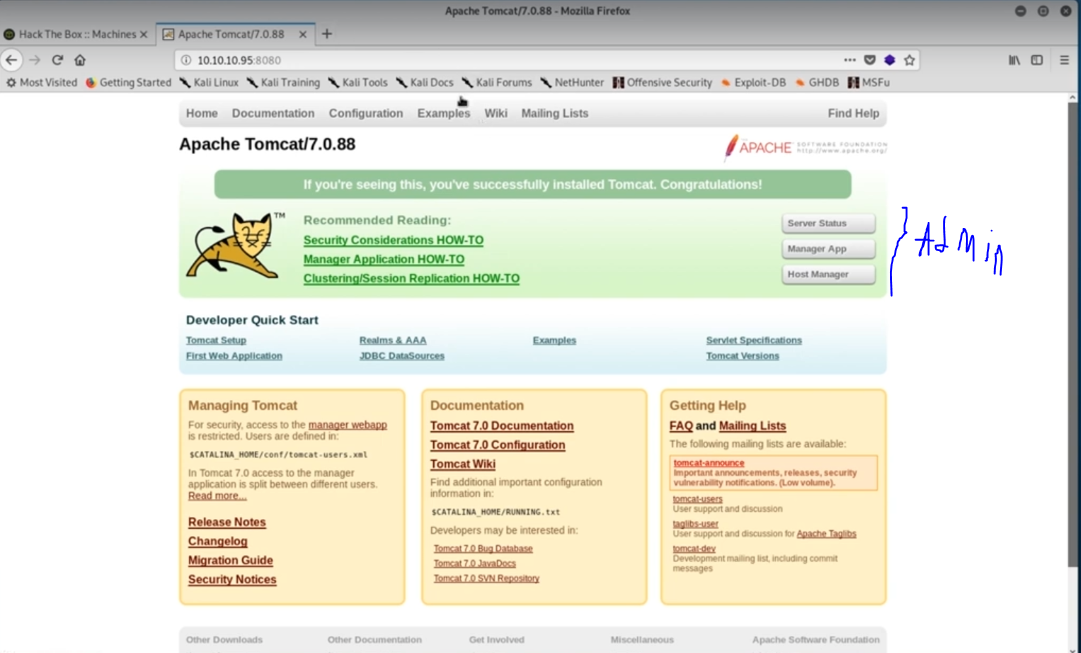 Apache Tomcat/7.0.88 - Mozilla Firefox
Hack The Box :: Machines
Apache Tomcat/7.0.88
10.10.10.95:8080
Most Visited Getting Started Kali Linux Kali Training Kali Tools Kali Docs Kali Forums NetHunter Offensive Security Exploit-DB GHDB MSFu
Home Documentation Configuration Examples Wiki Mailing Lists Find Help
Apache Tomcat/7.0.88
APACHE SOFTWARE FOUNDATION
http://www.apache.org/
If you're seeing this, you've successfully installed Tomcat. Congratulations!
TM
Recommended Reading:
Security Considerations HOW-TO
Manager Application HOW-TO
Clustering/Session Replication HOW-TO
Server Status
Manager App
Host Manager
Admin
Developer Quick Start
Tomcat Setup
First Web Application
Realms & AAA
JDBC DataSources
Examples
Servlet Specifications
Tomcat Versions
Managing Tomcat
For security, access to the manager webapp
is restricted. Users are defined in:
$CATALINA_HOME/conf/tomcat-users.xml
In Tomcat 7.0 access to the manager
application is split between different users.
Read more...
Release Notes
Changelog
Migration Guide
Security Notices
Documentation
Tomcat 7.0 Documentation
Tomcat 7.0 Configuration
Tomcat Wiki
Find additional important configuration
information in:
$CATALINA_HOME/RUNNING.txt
Developers may be interested in:
Tomcat 7.0 Bug Database
Tomcat 7.0 JavaDocs
Tomcat 7.0 SVN Repository
Getting Help
FAQ and Mailing Lists
The following mailing lists are available:
tomcat-announce
Important announcements, releases, security
vulnerability notifications. (Low volume).
tomcat-users
User support and discussion
taglibs-user
User support and discussion for Apache Taglibs
tomcat-dev
Development mailing list, including commit
messages
Other Downloads Other Documentation Get Involved Miscellaneous Apache Software Foundation